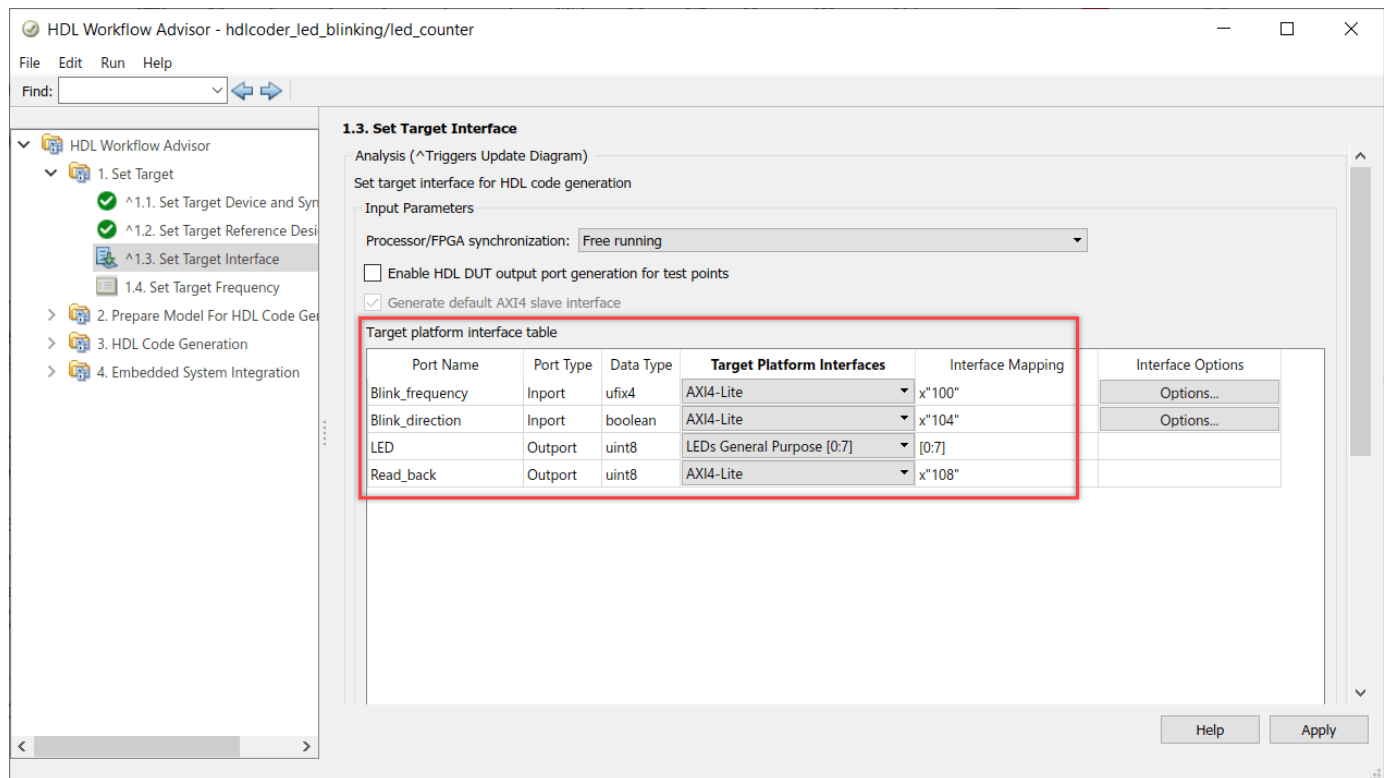 HDL Workflow Advisor - hdlcoder_led_blinking/led_counter
File Edit Run Help
Find:
HDL Workflow Advisor
1. Set Target
^1.1. Set Target Device and Syn
^1.2. Set Target Reference Desi
^1.3. Set Target Interface
1.4. Set Target Frequency
2. Prepare Model For HDL Code Ge
3. HDL Code Generation
4. Embedded System Integration
1.3. Set Target Interface
Analysis (^Triggers Update Diagram)
Set target interface for HDL code generation
Input Parameters
Processor/FPGA synchronization: Free running
Enable HDL DUT output port generation for test points
Generate default AXI4 slave interface
Target platform interface table
Port Name Port Type Data Type Target Platform Interfaces Interface Mapping Interface Options
Blink_frequency Inport ufix4 AXI4-Lite x"100" Options...
Blink_direction Inport boolean AXI4-Lite x"104" Options...
LED Outport uint8 LEDs General Purpose [0:7] [0:7]
Read_back Outport uint8 AXI4-Lite x"108"
Help Apply